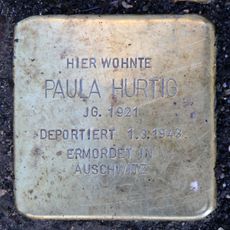 HIER WOHNTE
PAULA HURTIG
JG. 1921
DEPORTIERT 1.3.1943
ERMORDET IN
AUSCHWITZ